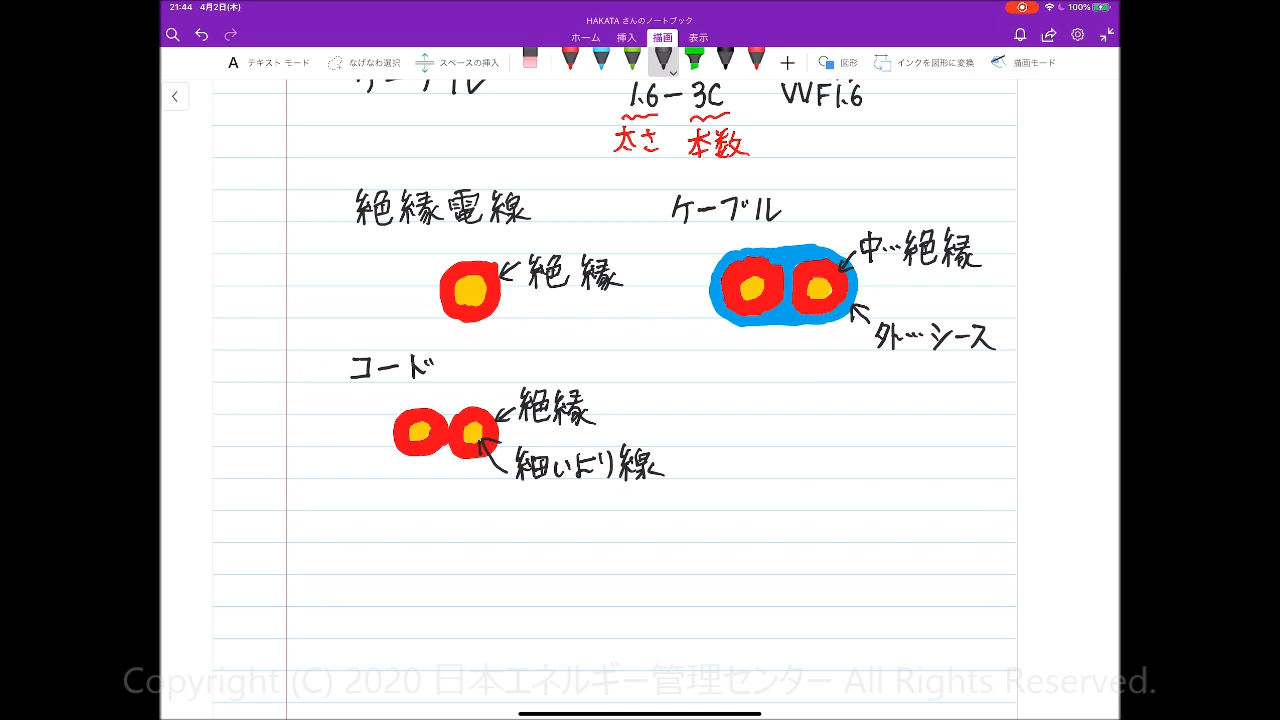 21:44 4月2日(木)
100%
HAKATA さんのノートブック
ホーム 挿入 描画 表示
A テキスト モード なげなわ選択 スペースの挿入 図形 インクを図形に変換 描画モード
ケーブル
1.6－3C VVF1.6
太さ 本数
絶縁電線 ケーブル
中…絶縁
絶縁
外…シース
コード
絶縁
細いより線
Copyright (C) 2020 日本エネルギー管理センター All Rights Reserved.